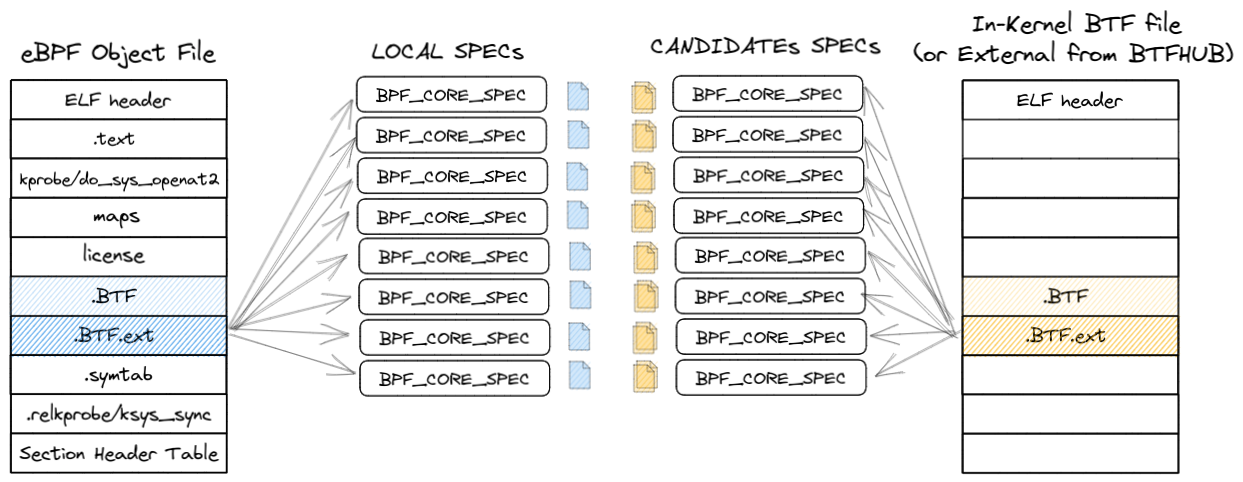 eBPF Object File
ELF header
.text
kprobe/do_sys_openat2
maps
license
.BTF
.BTF.ext
.symtab
.relkprobe/ksys_sync
Section Header Table
LOCAL SPECs
BPF_CORE_SPEC
BPF_CORE_SPEC
BPF_CORE_SPEC
BPF_CORE_SPEC
BPF_CORE_SPEC
BPF_CORE_SPEC
BPF_CORE_SPEC
BPF_CORE_SPEC
CANDIDATEs SPECs
BPF_CORE_SPEC
BPF_CORE_SPEC
BPF_CORE_SPEC
BPF_CORE_SPEC
BPF_CORE_SPEC
BPF_CORE_SPEC
BPF_CORE_SPEC
BPF_CORE_SPEC
In-Kernel BTF file
(or External from BTFHUB)
ELF header
.BTF
.BTF.ext